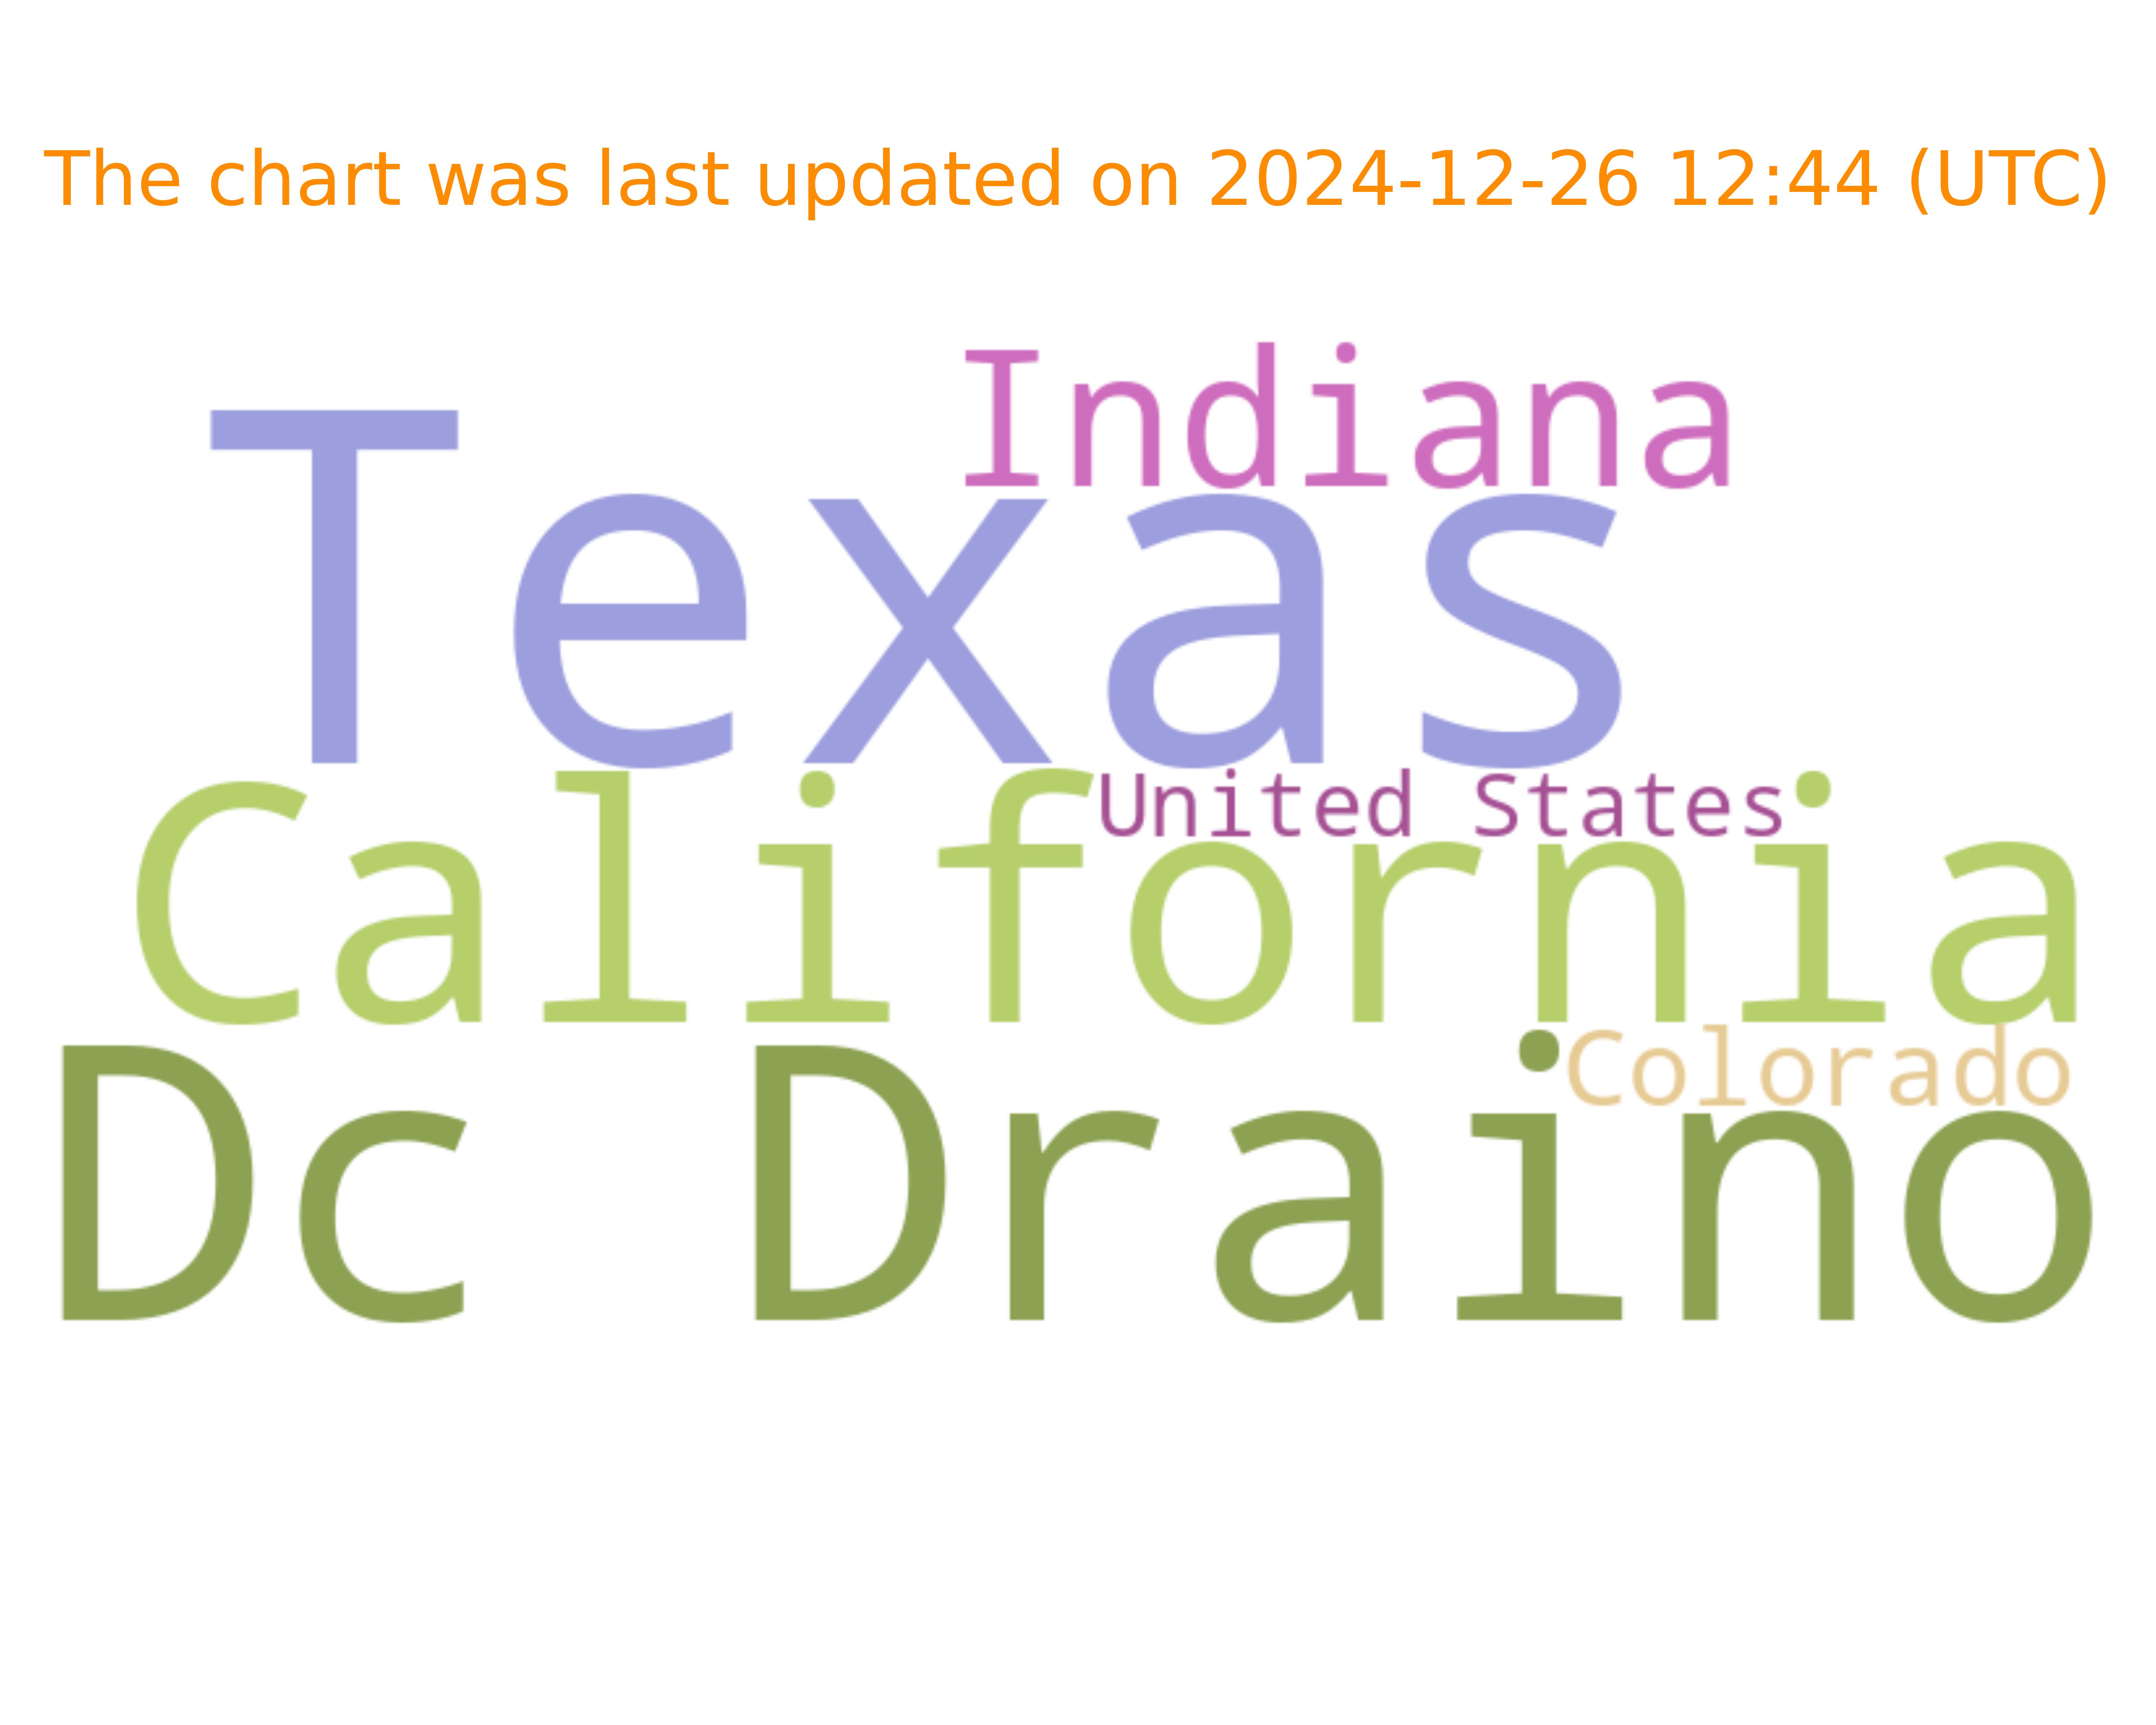 The chart was last updated on 2024-12-26 12:44 (UTC)
Indiana
Texas
United States
California
Colorado
Dc Draino